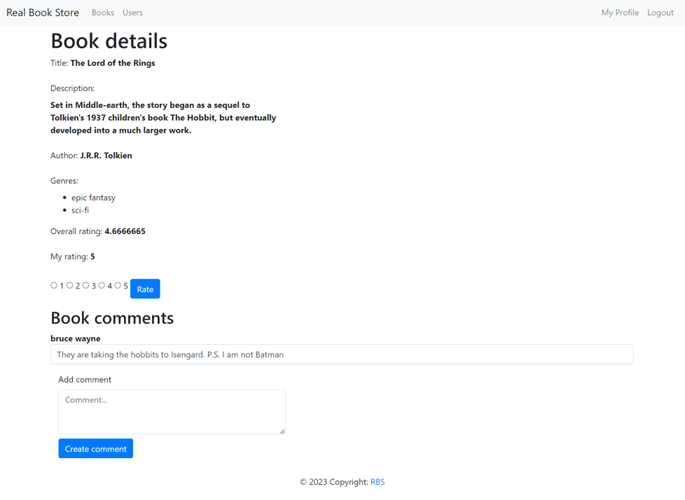 Real Book Store Books Users My Profile Logout
Book details
Title: The Lord of the Rings
Description:
Set in Middle-earth, the story began as a sequel to
Tolkien's 1937 children's book The Hobbit, but eventually
developed into a much larger work.
Author: J.R.R. Tolkien
Genres:
• epic fantasy
• sci-fi
Overall rating: 4.6666665
My rating: 5
1 2 3 4 5 Rate
Book comments
bruce wayne
They are taking the hobbits to Isengard. P.S. I am not Batman
Add comment
Comment...
Create comment
© 2023 Copyright: RBS